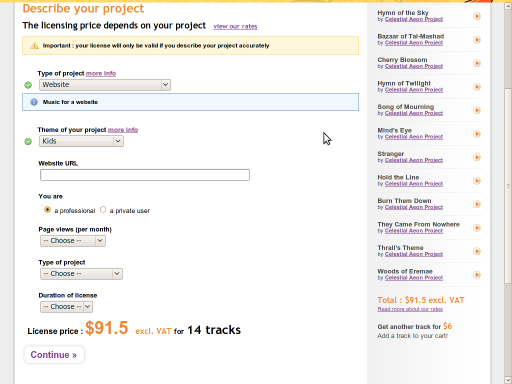 Describe your project
The licensing price depends on your project view our rates
Important : your license will only be valid if you describe your project accurately
Type of project more info
Website
Music for a website
Theme of your project more info
Kids
Website URL
You are
a professional a private user
Page views (per month)
-- Choose --
Type of project
-- Choose --
Duration of license
-- Choose --
License price : $91.5 excl. VAT for 14 tracks
Continue »
Hymn of the Sky
by Celestial Aeon Project
Bazaar of Tal-Mashad
by Celestial Aeon Project
Cherry Blossom
by Celestial Aeon Project
Hymn of Twilight
by Celestial Aeon Project
Song of Mourning
by Celestial Aeon Project
Mind's Eye
by Celestial Aeon Project
Stranger
by Celestial Aeon Project
Hold the Line
by Celestial Aeon Project
Burn Them Down
by Celestial Aeon Project
They Came From Nowhere
by Celestial Aeon Project
Thrall's Theme
by Celestial Aeon Project
Woods of Eremae
by Celestial Aeon Project
Total : $91.5 excl. VAT
Read more about our rates
Get another track for $6
Add a track to your cart!